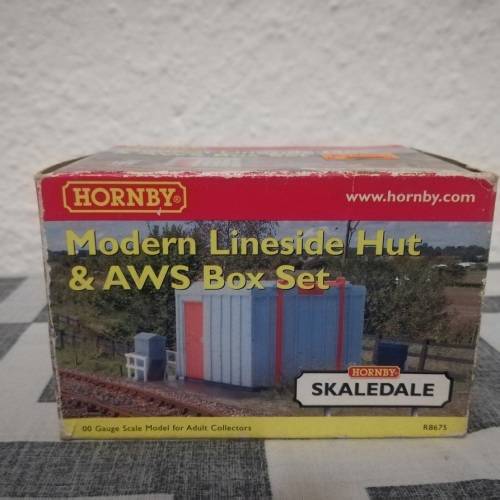 HORNBY®
www.hornby.com
Modern Lineside Hut
& AWS Box Set
HORNBY
SKALEDALE
00 Gauge Scale Model for Adult Collectors
R8675